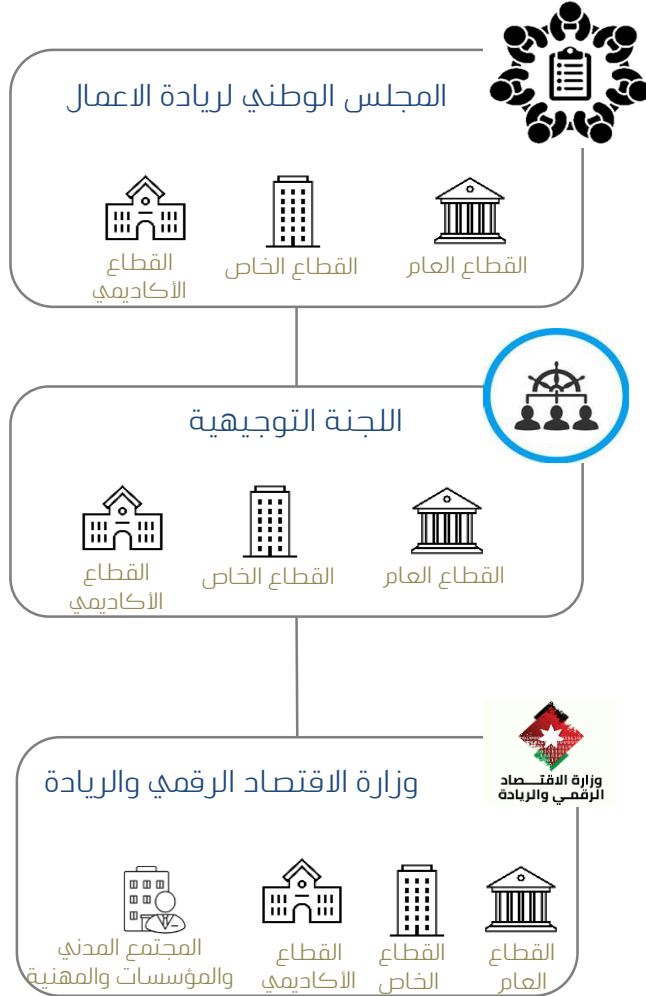 المجلس الوطني لريادة الاعمال
القطاع العام
القطاع الخاص
القطاع
الأكاديمي
اللجنة التوجيهية
القطاع العام
القطاع الخاص
القطاع
الأكاديمي
وزارة الاقتـــصاد
الرقمـي والريادة
وزارة الاقتصاد الرقمي والريادة
القطاع
العام
القطاع
الخاص
القطاع
الأكاديمي
المجتمع المدني
والمؤسسات والمهنية